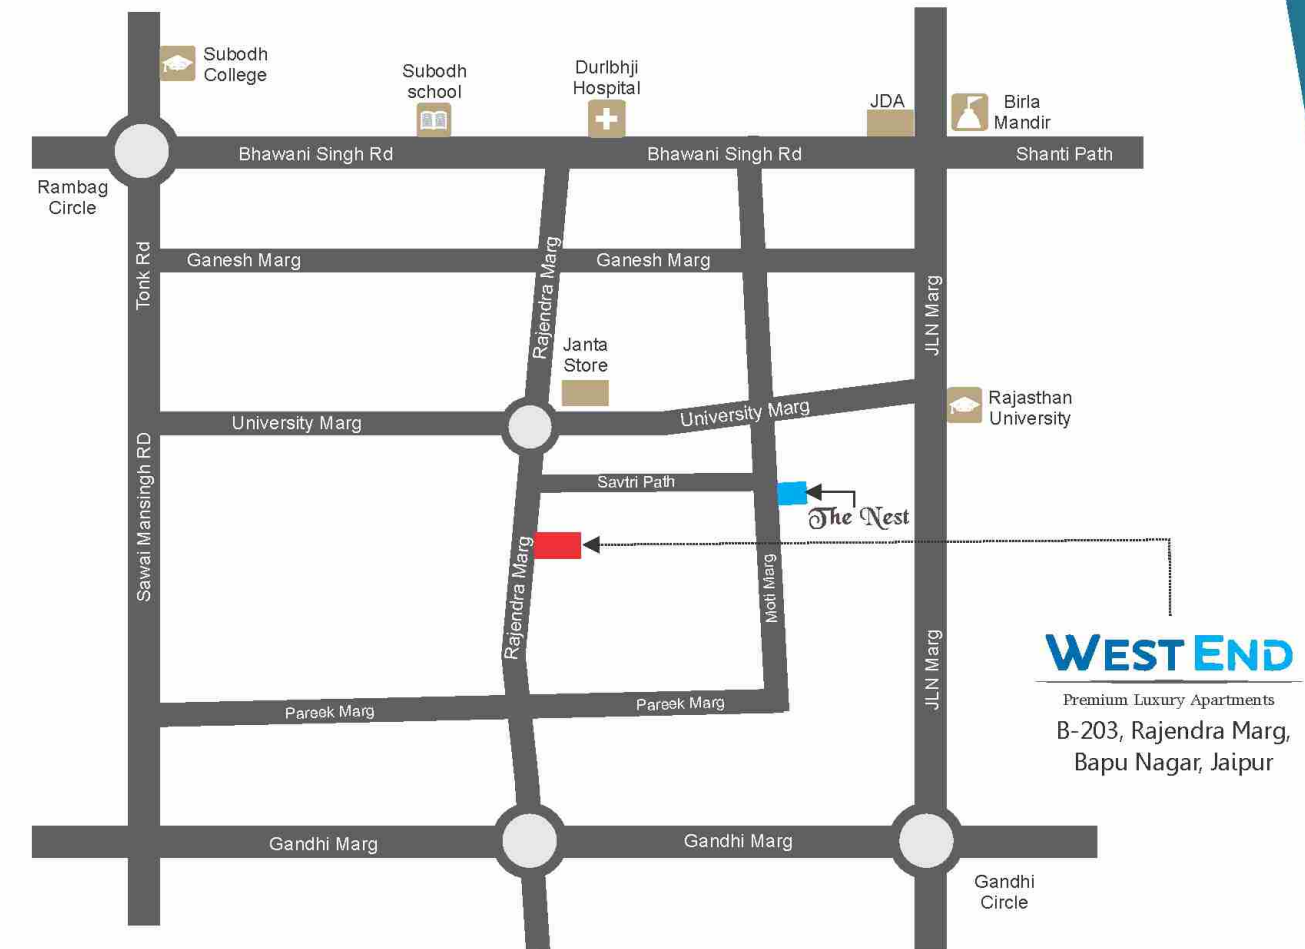 Subodh
College
Subodh
school
Durlbhji
Hospital
JDA
Birla
Mandir
Bhawani Singh Rd
Bhawani Singh Rd
Shanti Path
Rambag
Circle
Tonk Rd
Ganesh Marg
Rajendra Marg
Ganesh Marg
JLN Marg
Janta
Store
University Marg
University Marg
Rajasthan
University
Sawai Mansingh RD
Savtri Path
The Nest
Rajendra Marg
Moti Marg
JLN Marg
WEST END
Premium Luxury Apartments
B-203, Rajendra Marg,
Bapu Nagar, Jaipur
Pareek Marg
Pareek Marg
Gandhi Marg
Gandhi Marg
Gandhi
Circle